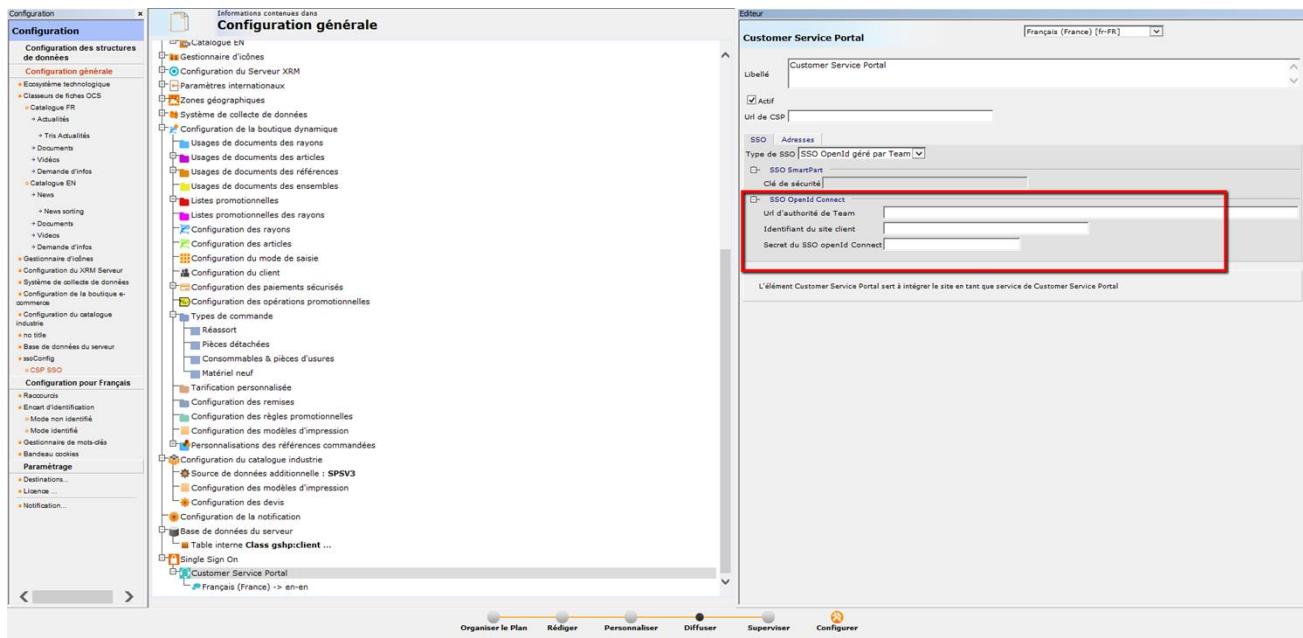 Configuration
x
Configuration
Configuration des structures
de données
Configuration générale
Ecosystème technologique
Classeurs de fiches OCS
Catalogue FR
Actualités
Tris Actualités
Documents
Vidéos
Demande d'infos
Catalogue EN
News
News sorting
Documents
Videos
Demande d'infos
Gestionnaire d'icônes
Configuration du XRM Serveur
Système de collecte de données
Configuration de la boutique e-
commerce
Configuration du catalogue
industrie
no title
Base de données du serveur
ssoConfig
CSP SSO
Configuration pour Français
Raccourcis
Encart d'identification
Mode non identifié
Mode identifié
Gestionnaire de mots-clés
Bandeau cookies
Paramètrage
Destinations...
Licence ...
Notification...
Informations contenues dans
Configuration générale
Catalogue EN
Gestionnaire d'icônes
Configuration du Serveur XRM
Paramètres internationaux
Zones géographiques
Système de collecte de données
Configuration de la boutique dynamique
Usages de documents des rayons
Usages de documents des articles
Usages de documents des références
Usages de documents des ensembles
Listes promotionnelles
Listes promotionnelles des rayons
Configuration des rayons
Configuration des articles
Configuration du mode de saisie
Configuration du client
Configuration des paiements sécurisés
Configuration des opérations promotionnelles
Types de commande
Réassort
Pièces détachées
Consommables & pièces d'usures
Matériel neuf
Tarification personnalisée
Configuration des remises
Configuration des règles promotionnelles
Configuration des modèles d'impression
Personnalisations des références commandées
Configuration du catalogue industrie
Source de données additionnelle : SPSV3
Configuration des modèles d'impression
Configuration des devis
Configuration de la notification
Base de données du serveur
Table interne Class gshp:client ...
Single Sign On
Customer Service Portal
Français (France) -> en-en
Editeur
Customer Service Portal
Français (France) [fr-FR]
Libellé
Customer Service Portal
Actif
Url de CSP
SSO Adresses
Type de SSO SSO OpenId géré par Team
SSO SmartPart
Clé de sécurité
SSO OpenId Connect
Url d'authorité de Team
Identifiant du site client
Secret du SSO openId Connect
L'élément Customer Service Portal sert à intégrer le site en tant que service de Customer Service Portal
Organiser le Plan Rédiger Personnaliser Diffuser Superviser Configurer